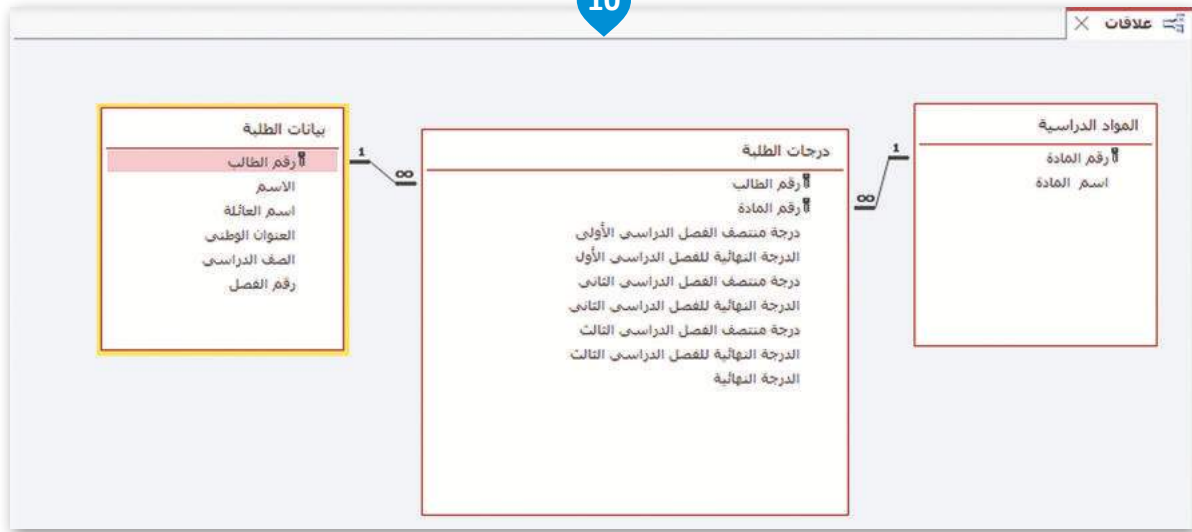 10
علاقات
المواد الدراسية
رقم المادة
اسم المادة
1
∞
درجات الطلبة
رقم الطالب
رقم المادة
درجة منتصف الفصل الدراسي الأولى
الدرجة النهائية للفصل الدراسي الأول
درجة منتصف الفصل الدراسي الثاني
الدرجة النهائية للفصل الدراسي الثاني
درجة منتصف الفصل الدراسي الثالث
الدرجة النهائية للفصل الدراسي الثالث
الدرجة النهائية
∞
1
بيانات الطلبة
رقم الطالب
الاسم
اسم العائلة
العنوان الوطني
الصف الدراسي
رقم الفصل